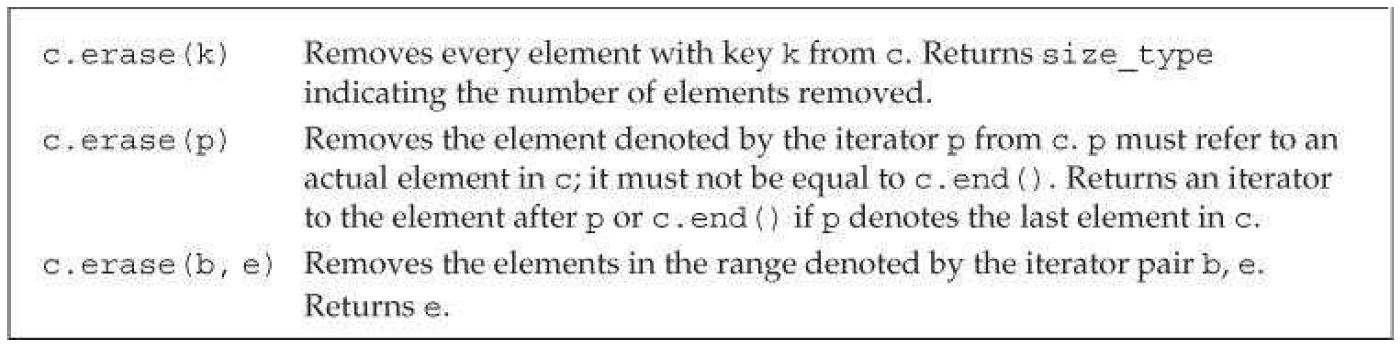 c.erase(k) Removes every element with key k from c. Returns size_type
indicating the number of elements removed.
c.erase(p) Removes the element denoted by the iterator p from c. p must refer to an
actual element in c; it must not be equal to c.end(). Returns an iterator
to the element after p or c.end() if p denotes the last element in c.
c.erase(b, e) Removes the elements in the range denoted by the iterator pair b, e.
Returns e.